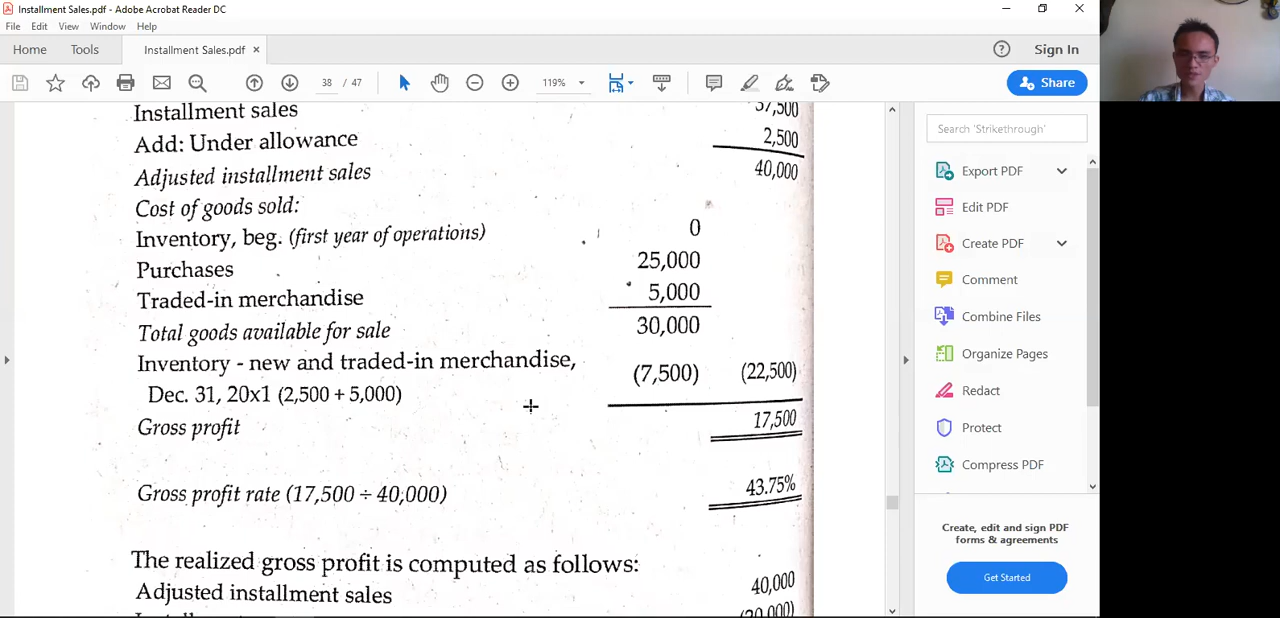 Installment Sales.pdf - Adobe Acrobat Reader DC
File Edit View Window Help
Home Tools Installment Sales.pdf × Sign In
38 / 47 119% Share
Installment sales 37,500
Add: Under allowance 2,500
Adjusted installment sales 40,000
Cost of goods sold:
Inventory, beg. (first year of operations) 0
Purchases 25,000
Traded-in merchandise 5,000
Total goods available for sale 30,000
Inventory - new and traded-in merchandise,
Dec. 31, 20x1 (2,500 + 5,000) (7,500) (22,500)
Gross profit 17,500
Gross profit rate (17,500 ÷ 40,000) 43.75%
The realized gross profit is computed as follows:
Adjusted installment sales 40,000
Search 'Strikethrough'
Export PDF
Edit PDF
Create PDF
Comment
Combine Files
Organize Pages
Redact
Protect
Compress PDF
Create, edit and sign PDF
forms & agreements
Get Started